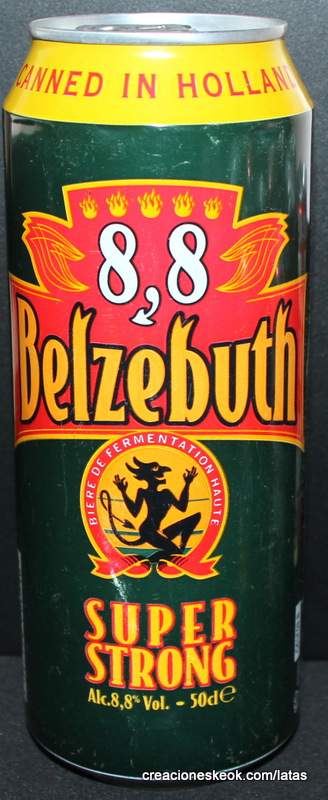 CANNED IN HOLLAND
8,8
Belzebuth
BIERE DE FERMENTATION HAUTE
SUPER
STRONG
Alc.8,8% Vol. - 50cl℮
creacioneskeok.com/latas